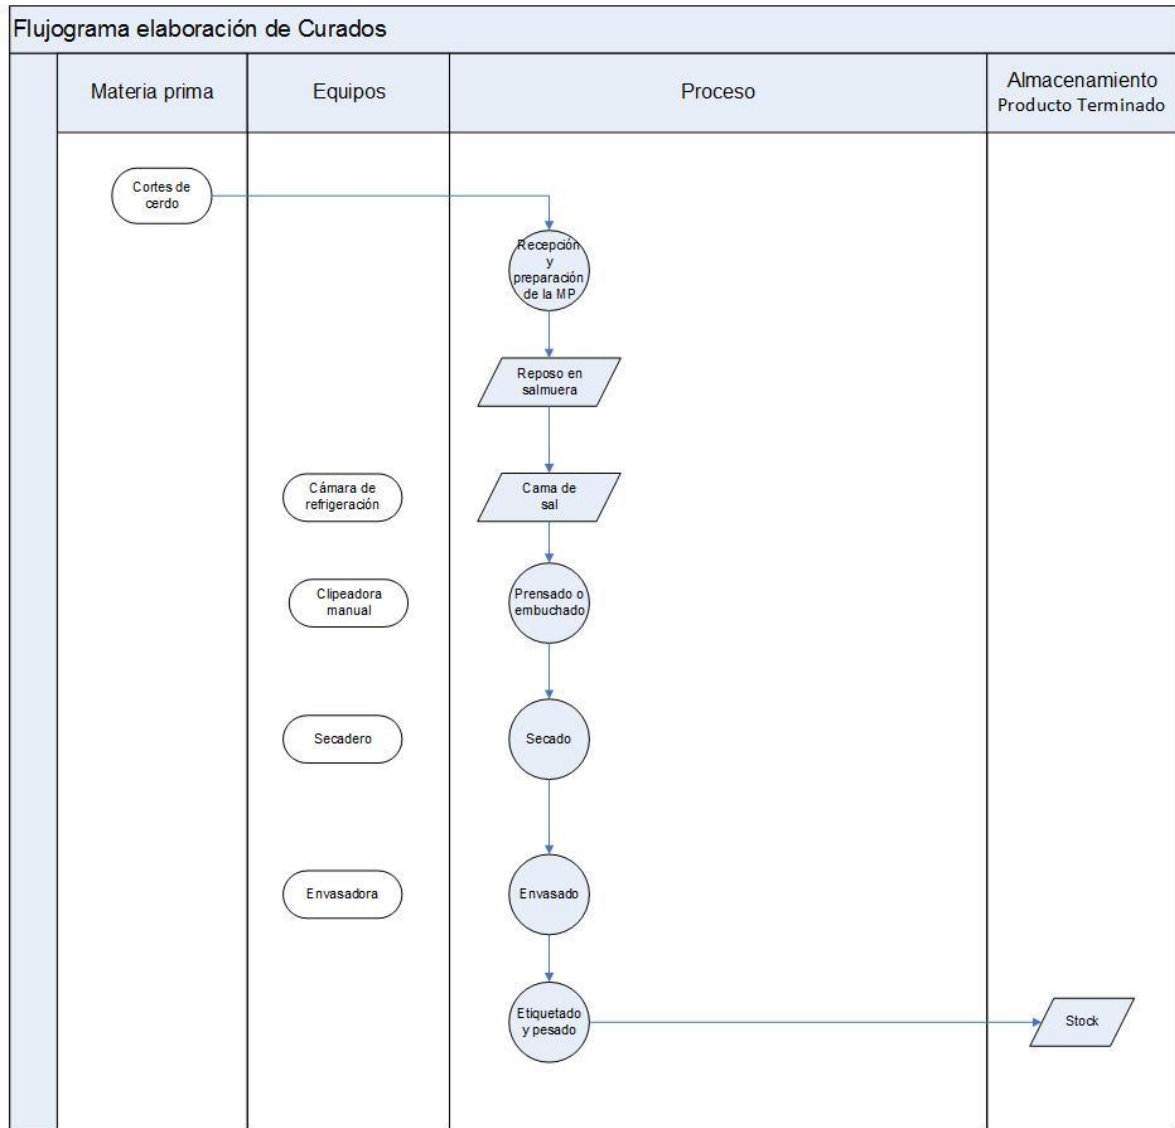 Flujograma elaboración de Curados
Materia prima
Equipos
Proceso
Almacenamiento
Producto Terminado
Cortes de
cerdo
Recepción
y
preparación
de la MP
Reposo en
salmuera
Cámara de
refrigeración
Cama de
sal
Clipeadora
manual
Prensado o
embuchado
Secadero
Secado
Envasadora
Envasado
Etiquetado
y pesado
Stock